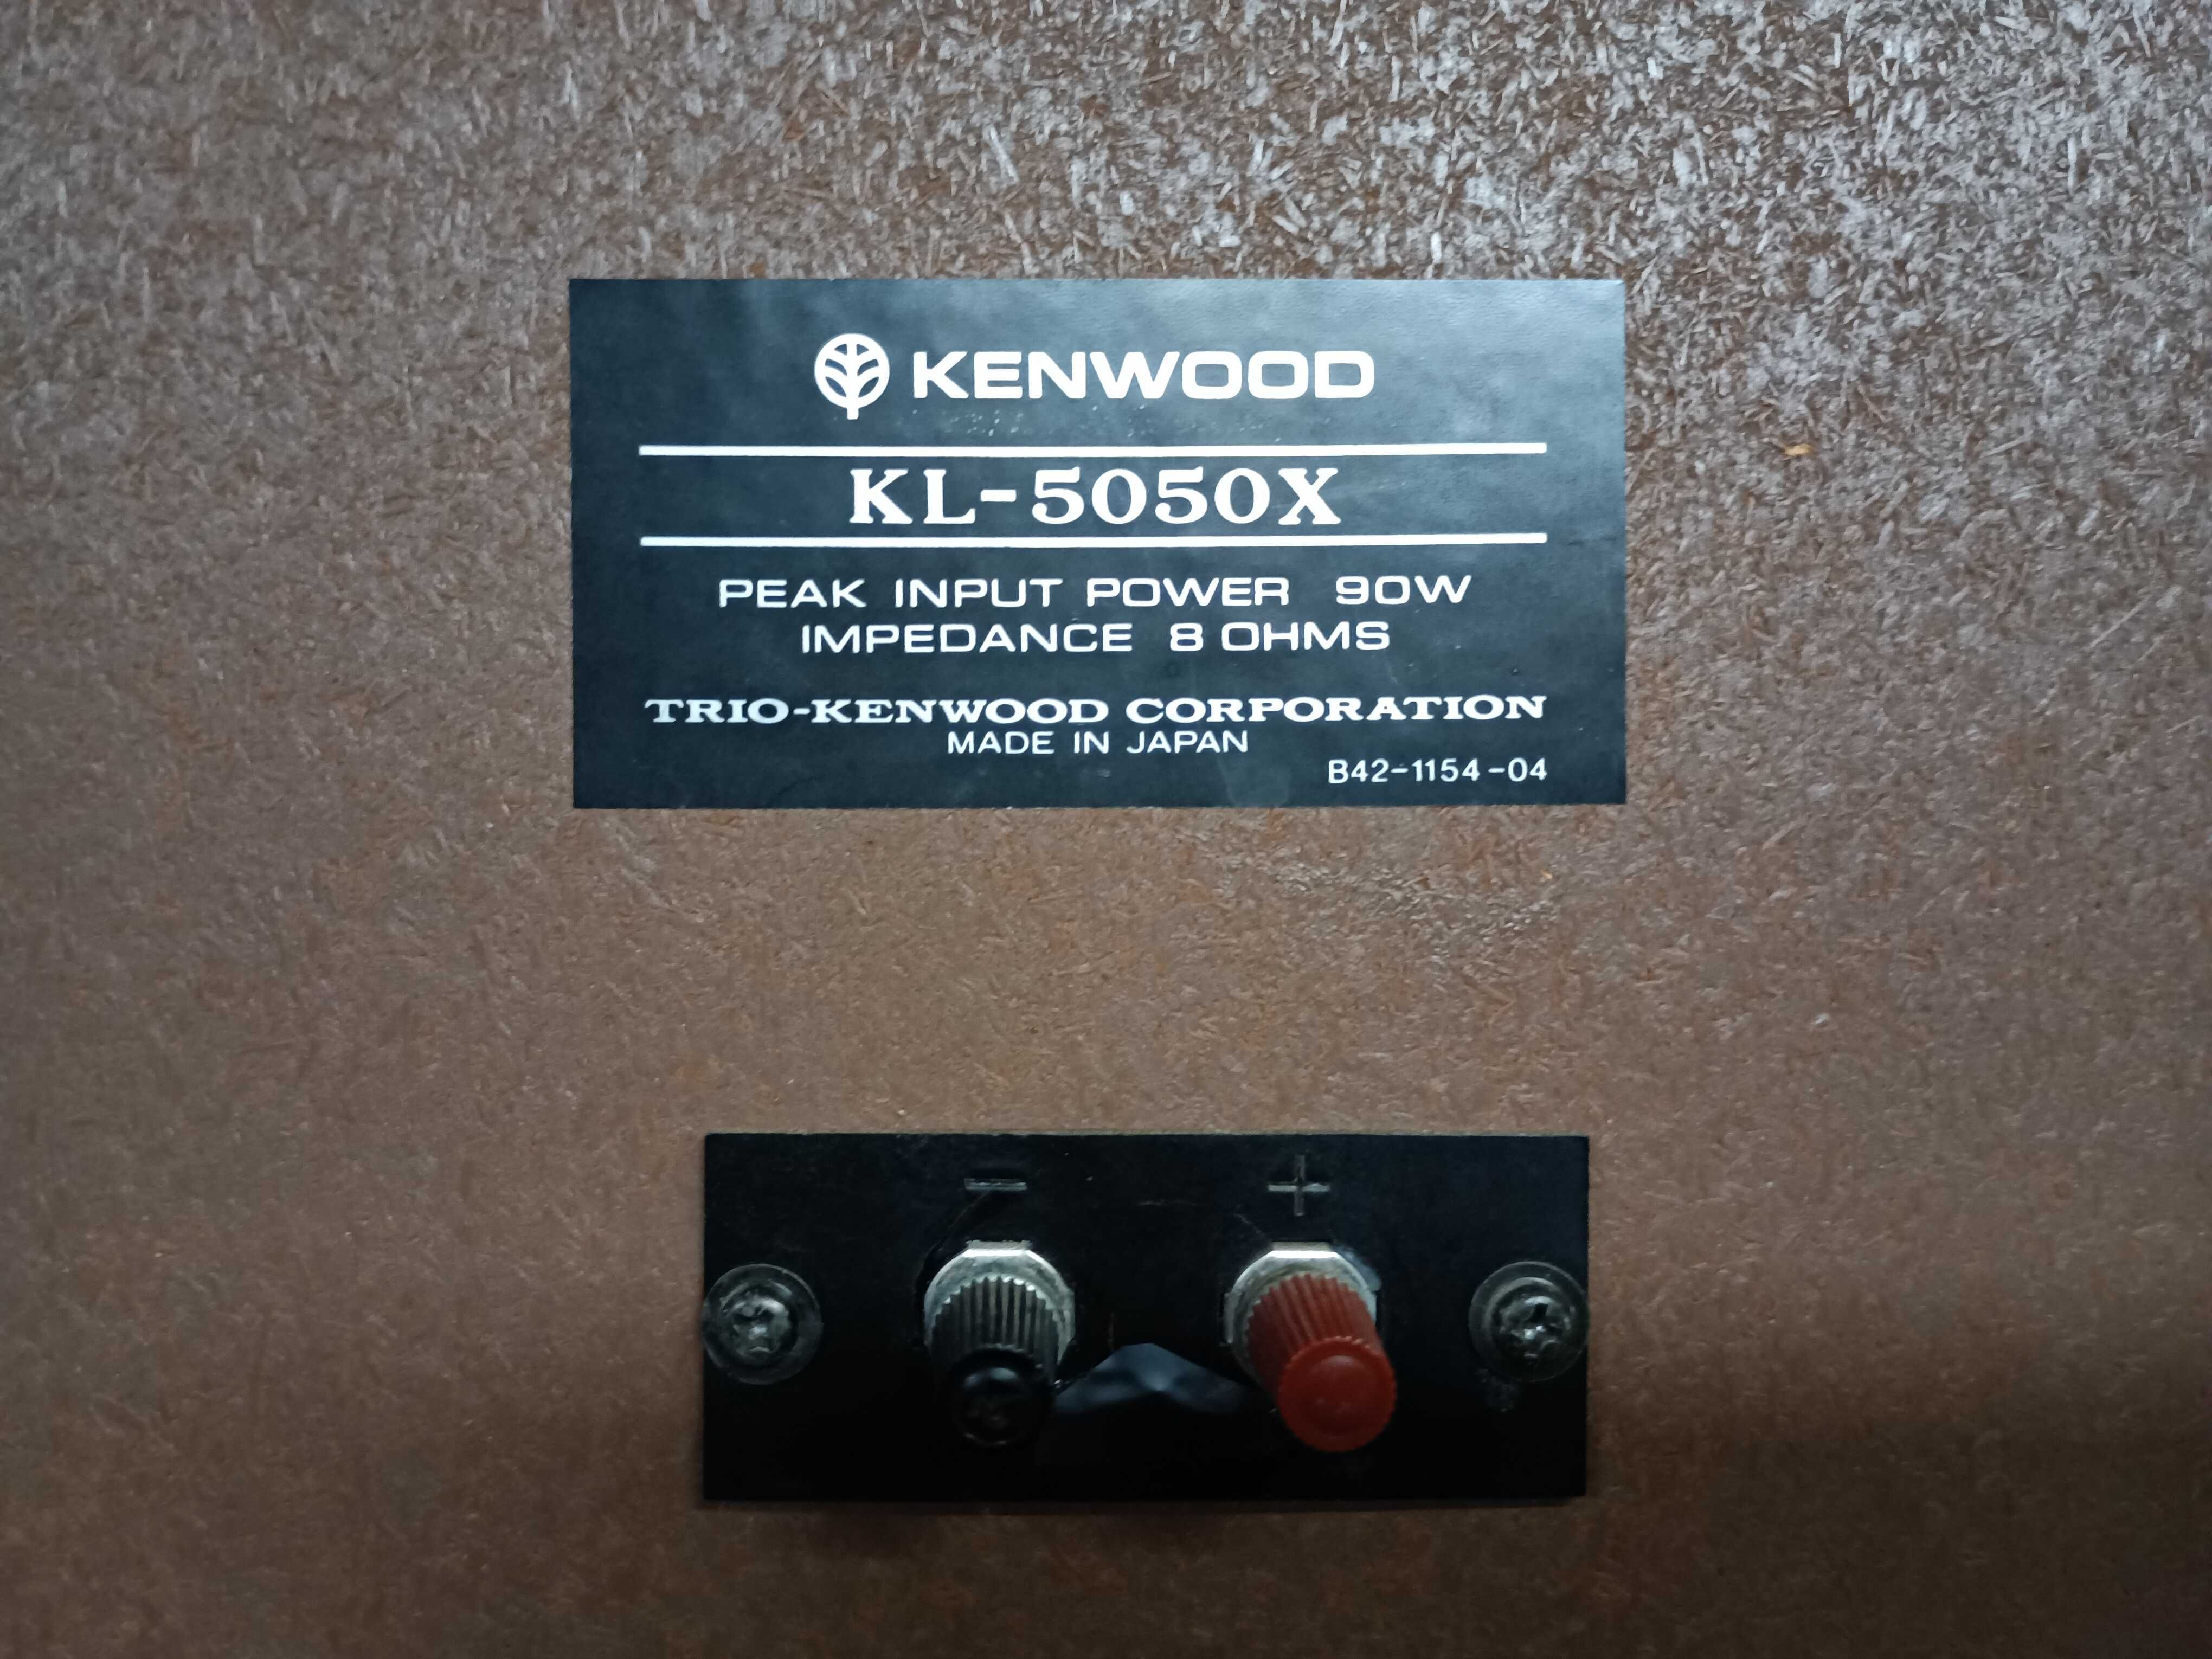 KENWOOD
KL-5050X
PEAK INPUT POWER 90W
IMPEDANCE 8 OHMS
TRIO-KENWOOD CORPORATION
MADE IN JAPAN
B42-1154-04
− +